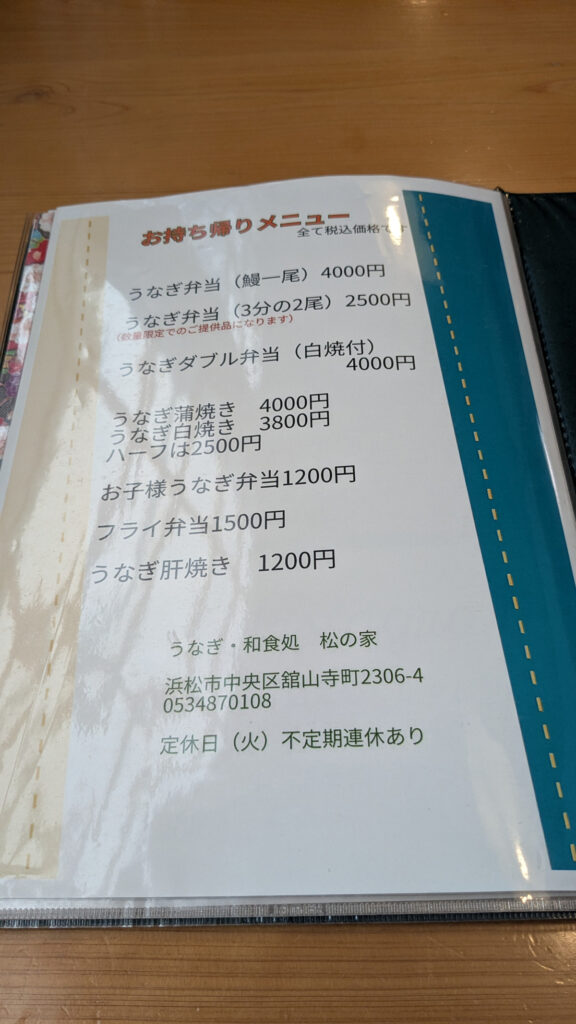 お持ち帰りメニュー
全て税込価格です
うなぎ弁当（鰻一尾）4000円
うなぎ弁当（3分の2尾）2500円
（数量限定でのご提供品になります）
うなぎダブル弁当（白焼付）
4000円
うなぎ蒲焼き　4000円
うなぎ白焼き　3800円
ハーフは2500円
お子様うなぎ弁当1200円
フライ弁当1500円
うなぎ肝焼き　1200円
うなぎ・和食処　松の家
浜松市中央区舘山寺町2306-4
0534870108
定休日（火）不定期連休あり